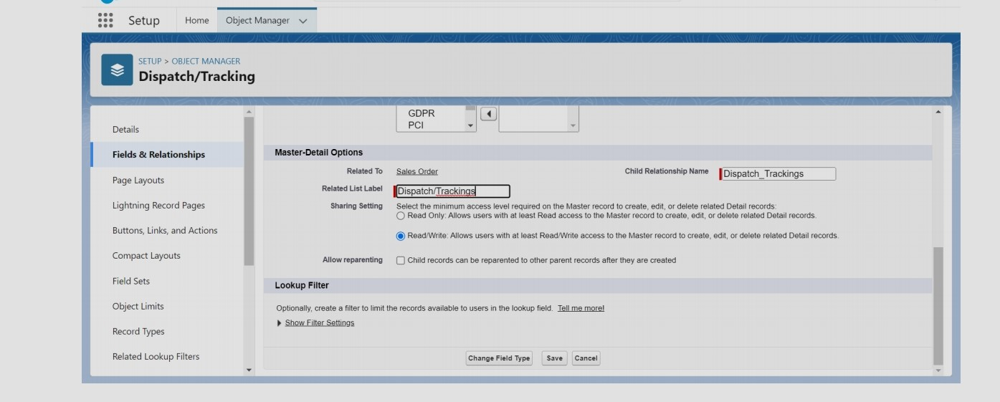 Setup Home Object Manager
SETUP > OBJECT MANAGER
Dispatch/Tracking
Details
Fields & Relationships
Page Layouts
Lightning Record Pages
Buttons, Links, and Actions
Compact Layouts
Field Sets
Object Limits
Record Types
Related Lookup Filters
GDPR
PCI
Master-Detail Options
Related To Sales Order Child Relationship Name Dispatch_Trackings
Related List Label Dispatch/Trackings
Sharing Setting Select the minimum access level required on the Master record to create, edit, or delete related Detail records:
Read Only: Allows users with at least Read access to the Master record to create, edit, or delete related Detail records.
Read/Write: Allows users with at least Read/Write access to the Master record to create, edit, or delete related Detail records.
Allow reparenting Child records can be reparented to other parent records after they are created
Lookup Filter
Optionally, create a filter to limit the records available to users in the lookup field. Tell me more!
Show Filter Settings
Change Field Type Save Cancel